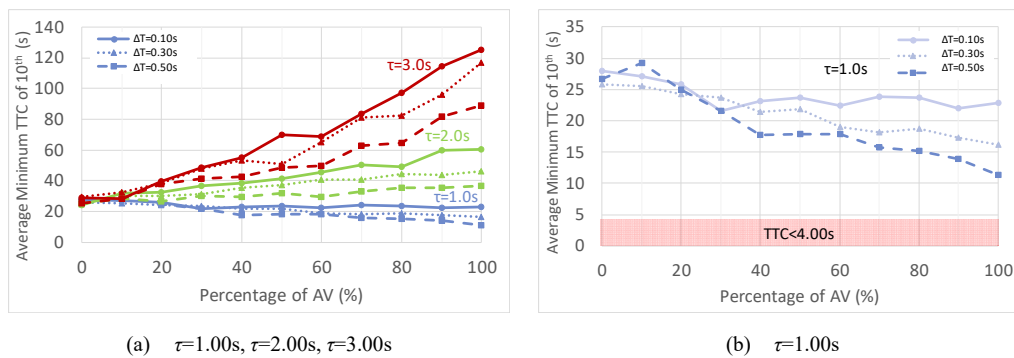 Average Minimum TTC of 10th (s)
140
120
100
80
60
40
20
0
ΔT=0.10s
ΔT=0.30s
ΔT=0.50s
τ=3.0s
τ=2.0s
τ=1.0s
0 20 40 60 80 100
Percentage of AV (%)
(a) τ=1.00s, τ=2.00s, τ=3.00s
Average Minimum TTC of 10th (s)
35
30
25
20
15
10
5
0
ΔT=0.10s
ΔT=0.30s
ΔT=0.50s
τ=1.0s
TTC<4.00s
0 20 40 60 80 100
Percentage of AV (%)
(b) τ=1.00s